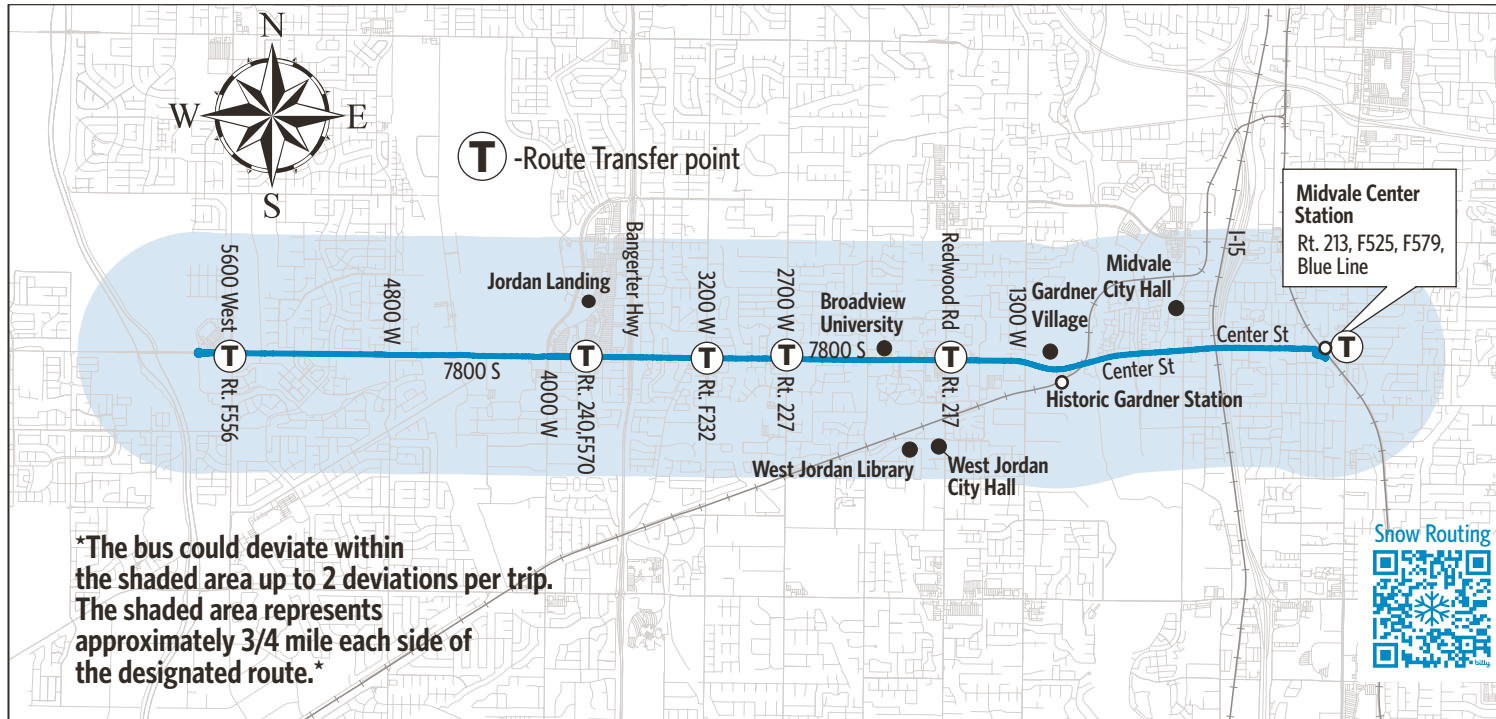 N
W
E
S
T
-Route Transfer point
Midvale Center
Station
Rt. 213, F525, F579,
Blue Line
5600 West
4800 W
Jordan Landing
Bangerter Hwy
3200 W
2700 W
Broadview
University
7800 S
Redwood Rd
1300 W
Gardner
Village
Midvale
City Hall
I-15
Center St
T
T
T
T
T
T
7800 S
Center St
Rt. F556
4000 W
Rt. 240,F570
Rt. F232
Rt. 227
Rt. 217
Historic Gardner Station
West Jordan Library
West Jordan
City Hall
*The bus could deviate within
the shaded area up to 2 deviations per trip.
The shaded area represents
approximately 3/4 mile each side of
the designated route.*
Snow Routing
bitly